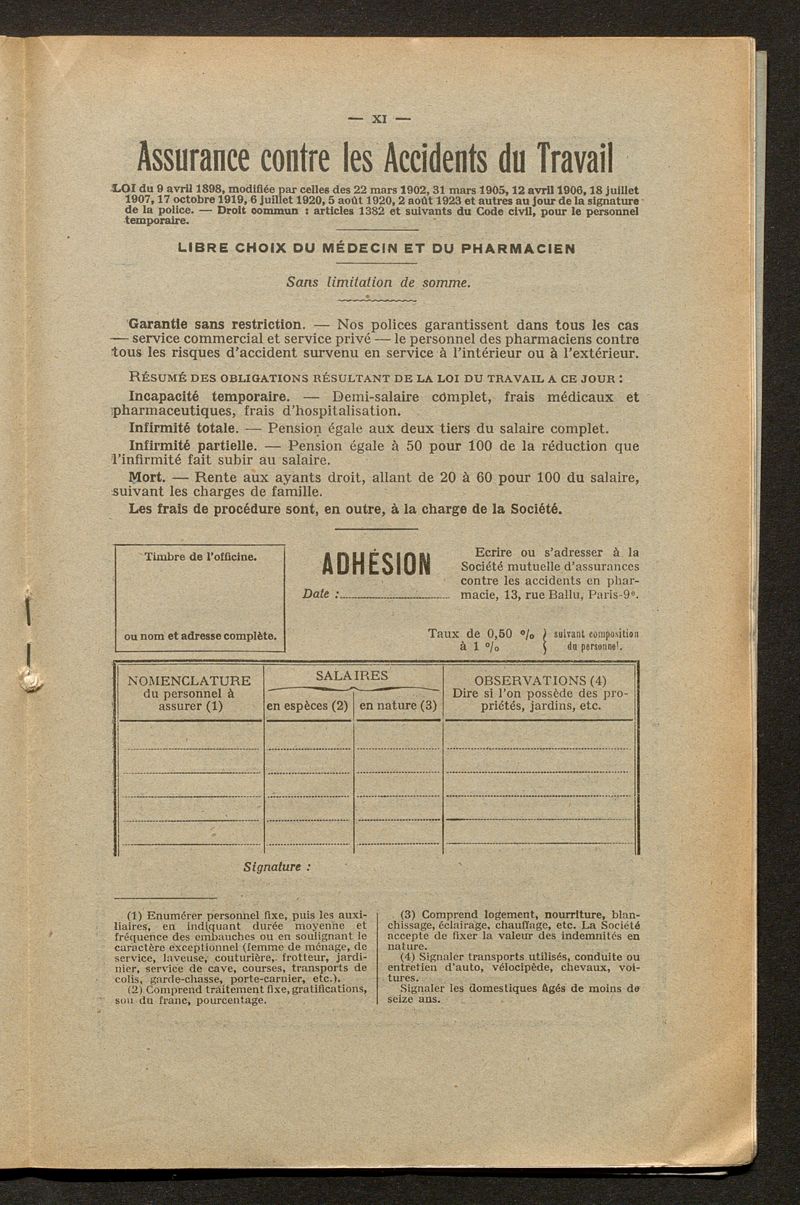 — XI —
Assurance contre les Accidents du Travail
LOI du 9 avril 1898, modifiée par celles des 22 mars 1902, 31 mars 1905, 12 avril 1906, 18 juillet
1907, 17 octobre 1919, 6 juillet 1920, 5 août 1920, 2 août 1923 et autres au jour de la signature
de la police. — Droit commun : articles 1382 et suivants du Code civil, pour le personnel
temporaire.
LIBRE CHOIX DU MÉDECIN ET DU PHARMACIEN
Sans limitation de somme.
Garantie sans restriction. — Nos polices garantissent dans tous les cas
— service commercial et service privé — le personnel des pharmaciens contre
tous les risques d'accident survenu en service à l'intérieur ou à l'extérieur.
RÉSUMÉ DES OBLIGATIONS RÉSULTANT DE LA LOI DU TRAVAIL A CE JOUR :
Incapacité temporaire. — Demi-salaire complet, frais médicaux et
pharmaceutiques, frais d'hospitalisation.
Infirmité totale. — Pension égale aux deux tiers du salaire complet.
Infirmité partielle. — Pension égale à 50 pour 100 de la réduction que
l'infirmité fait subir au salaire.
Mort. — Rente aux ayants droit, allant de 20 à 60 pour 100 du salaire,
suivant les charges de famille.
Les frais de procédure sont, en outre, à la charge de la Société.
Timbre de l'officine.
ou nom et adresse complète.
ADHÉSION
Date :
Ecrire ou s'adresser à la
Société mutuelle d'assurances
contre les accidents en phar-
macie, 13, rue Ballu, Paris-9e.
Taux de 0,50 % } suivant composition
à 1 % } du personnel.
NOMENCLATURE
du personnel à
assurer (1)
SALAIRES
en espèces (2)
en nature (3)
OBSERVATIONS (4)
Dire si l'on possède des pro-
priétés, jardins, etc.
Signature :
(1) Enumérer personnel fixe, puis les auxi-
liaires, en indiquant durée moyenne et
fréquence des embauches ou en soulignant le
caractère exceptionnel (femme de ménage, de
service, laveuse, couturière, frotteur, jardi-
nier, service de cave, courses, transports de
colis, garde-chasse, porte-carnier, etc.).
(2) Comprend traitement fixe, gratifications,
sou du franc, pourcentage.
(3) Comprend logement, nourriture, blan-
chissage, éclairage, chauffage, etc. La Société
accepte de fixer la valeur des indemnités en
nature.
(4) Signaler transports utilisés, conduite ou
entretien d'auto, vélocipède, chevaux, voi-
tures.
Signaler les domestiques âgés de moins de
seize ans.